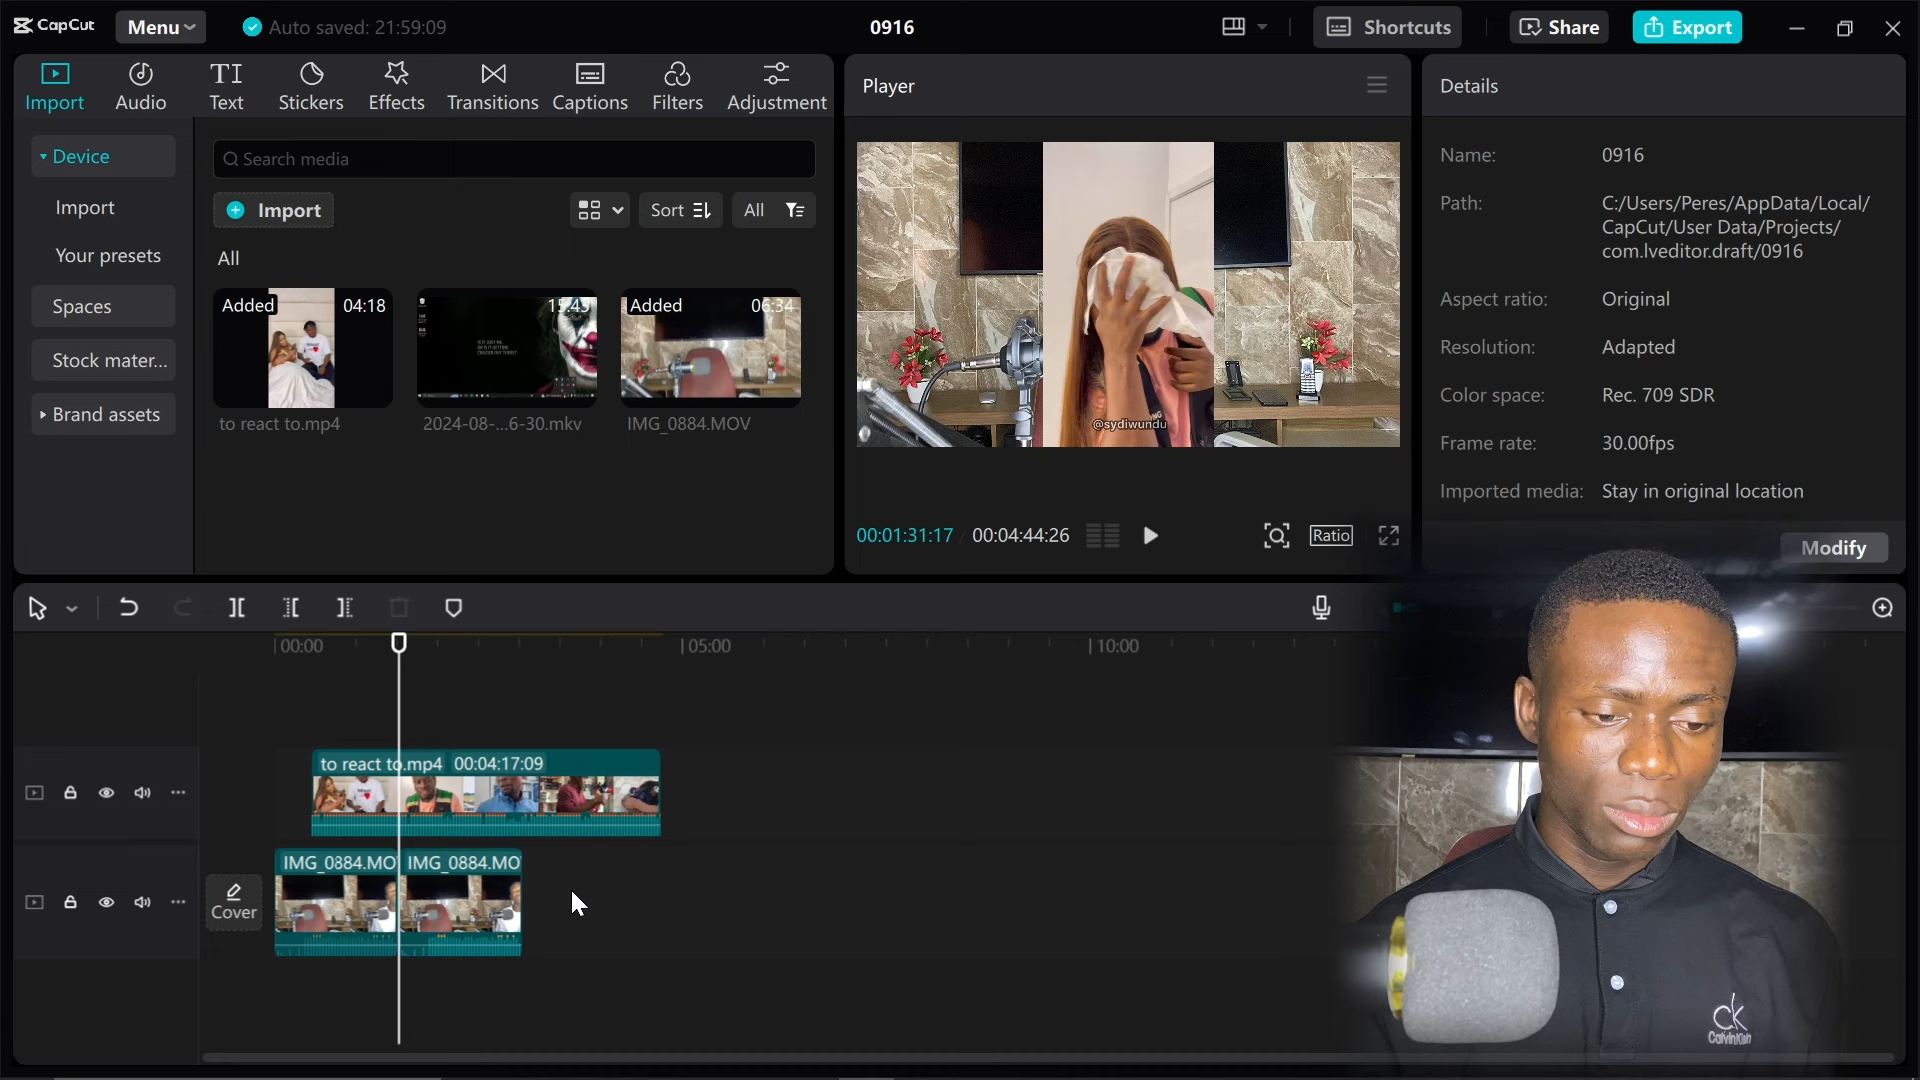 CapCut
Menu
Auto saved: 21:59:09
0916
Shortcuts
Share
Export
Import
Audio
TI
Text
Stickers
Effects
Transitions
Captions
Filters
Adjustment
Device
Import
Your presets
Spaces
Stock mater...
Brand assets
Search media
Import
Sort
All
All
Added
04:18
to react to.mp4
15:45
2024-08-...6-30.mkv
Added
06:34
IMG_0884.MOV
Player
@sydiwundu
00:01:31:17
00:04:44:26
Ratio
Details
Name:
0916
Path:
C:/Users/Peres/AppData/Local/
CapCut/User Data/Projects/
com.lveditor.draft/0916
Aspect ratio:
Original
Resolution:
Adapted
Color space:
Rec. 709 SDR
Frame rate:
30.00fps
Imported media:
Stay in original location
Modify
00:00
05:00
10:00
to react to.mp4 00:04:17:09
Cover
IMG_0884.MO
IMG_0884.MO
CK